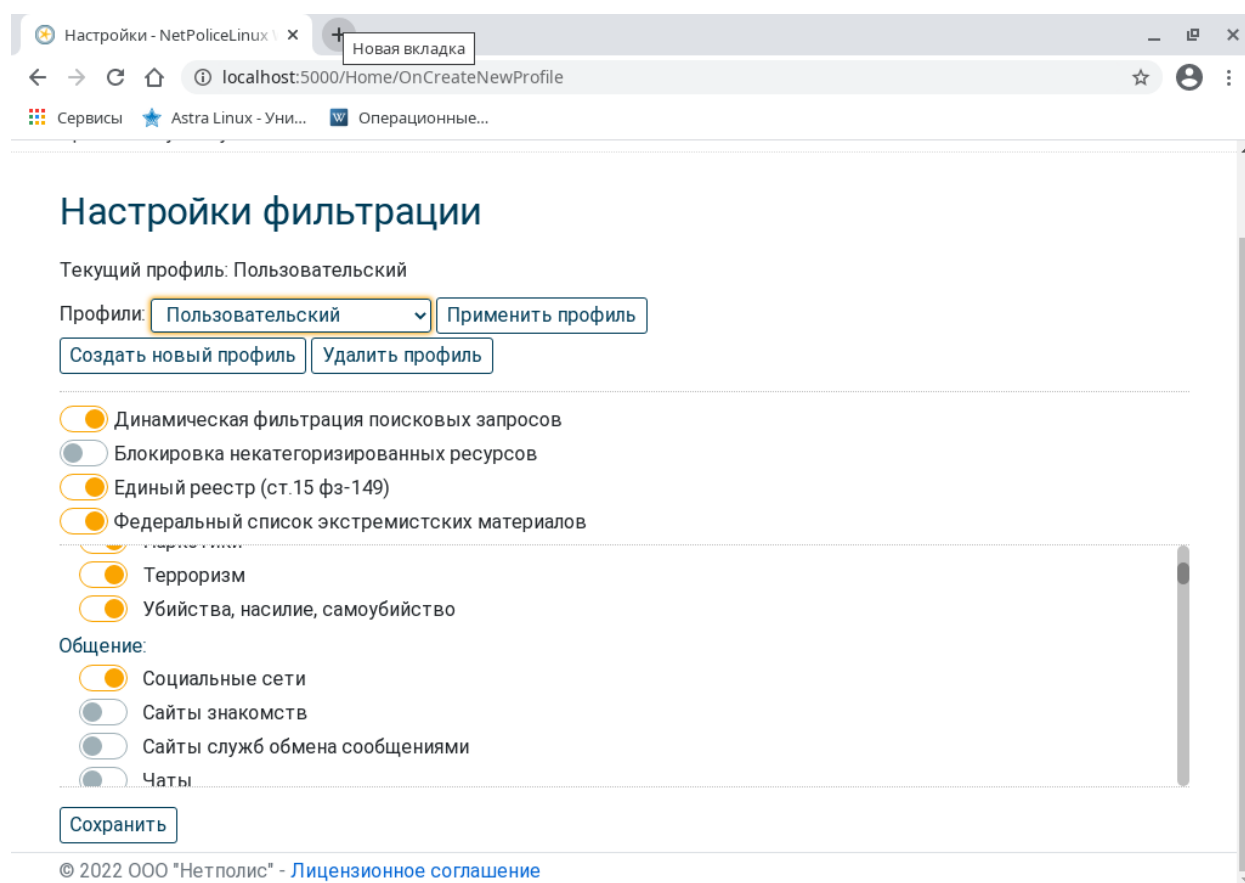 Настройки - NetPoliceLinux
Новая вкладка
localhost:5000/Home/OnCreateNewProfile
Сервисы Astra Linux - Уни... Операционные...
Настройки фильтрации
Текущий профиль: Пользовательский
Профили: Пользовательский Применить профиль
Создать новый профиль Удалить профиль
Динамическая фильтрация поисковых запросов
Блокировка некатегоризированных ресурсов
Единый реестр (ст.15 фз-149)
Федеральный список экстремистских материалов
Наркотики
Терроризм
Убийства, насилие, самоубийство
Общение:
Социальные сети
Сайты знакомств
Сайты служб обмена сообщениями
Чаты
Сохранить
© 2022 ООО "Нетполис" - Лицензионное соглашение